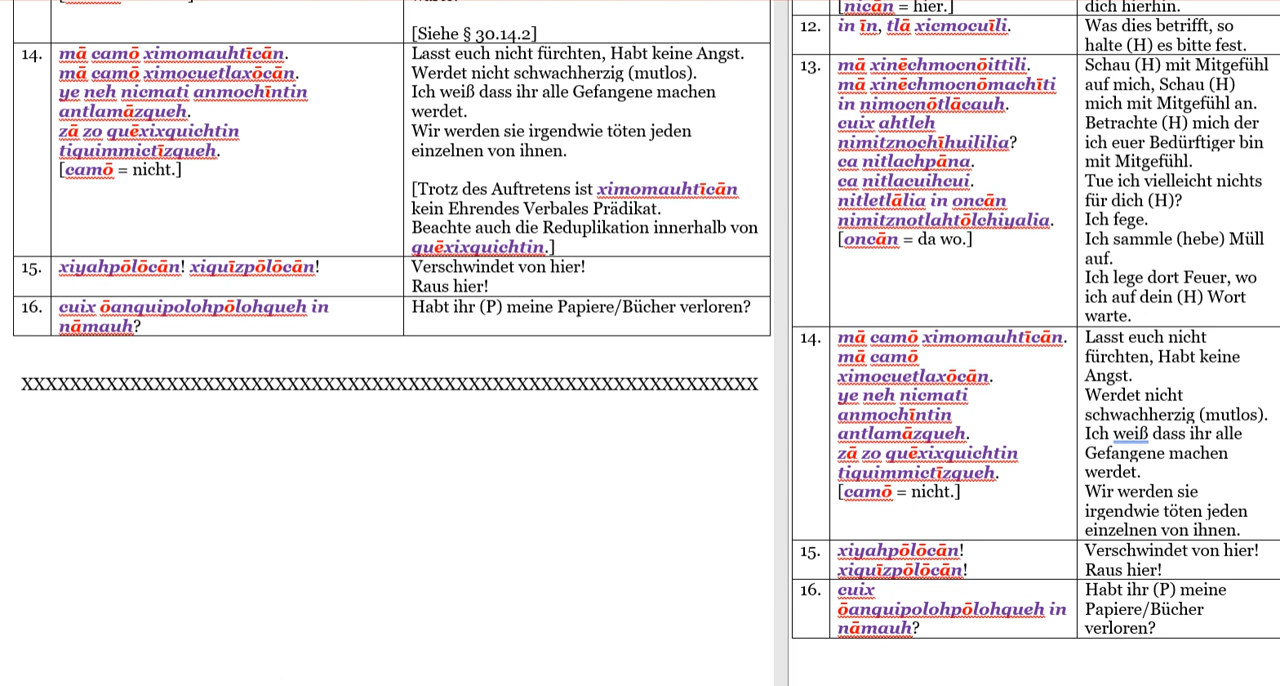 [Siehe § 30.14.2]
14.
mā camō ximomauhtīcān.
mā camō ximocuetlaxōcān.
ye neh nicmati anmochīntin
antlamāzqueh.
zā zo quēxixquichtin
tiquimmictīzqueh.
[camō = nicht.]
Lasst euch nicht fürchten, Habt keine Angst.
Werdet nicht schwachherzig (mutlos).
Ich weiß dass ihr alle Gefangene machen
werdet.
Wir werden sie irgendwie töten jeden
einzelnen von ihnen.
[Trotz des Auftretens ist ximomauhtīcān
kein Ehrendes Verbales Prädikat.
Beachte auch die Reduplikation innerhalb von
quēxixquichtin.]
15.
xiyahpōlōcān! xiquīzpōlōcān!
Verschwindet von hier!
Raus hier!
16.
cuix ōanquipolohpōlohqueh in
nāmauh?
Habt ihr (P) meine Papiere/Bücher verloren?
XXXXXXXXXXXXXXXXXXXXXXXXXXXXXXXXXXXXXXXXXXXXXXXXXXXXXXXXXXXXX
[nicān = hier.]
dich hierhin.
12.
in īn, tlā xicmocuīli.
Was dies betrifft, so
halte (H) es bitte fest.
13.
mā xinēchmocnōittili.
mā xinēchmocnōmachīti
in nimocnōtlācauh.
cuix ahtleh
nimitznochīhuililia?
ca nitlachpāna.
ca nitlacuihcui.
nitletlālia in oncān
nimitznotlahtōlchiyalia.
[oncān = da wo.]
Schau (H) mit Mitgefühl
auf mich, Schau (H)
mich mit Mitgefühl an.
Betrachte (H) mich der
ich euer Bedürftiger bin
mit Mitgefühl.
Tue ich vielleicht nichts
für dich (H)?
Ich fege.
Ich sammle (hebe) Müll
auf.
Ich lege dort Feuer, wo
ich auf dein (H) Wort
warte.
14.
mā camō ximomauhtīcān.
mā camō
ximocuetlaxōcān.
ye neh nicmati
anmochīntin
antlamāzqueh.
zā zo quēxixquichtin
tiquimmictīzqueh.
[camō = nicht.]
Lasst euch nicht
fürchten, Habt keine
Angst.
Werdet nicht
schwachherzig (mutlos).
Ich weiß dass ihr alle
Gefangene machen
werdet.
Wir werden sie
irgendwie töten jeden
einzelnen von ihnen.
15.
xiyahpōlōcān!
xiquīzpōlōcān!
Verschwindet von hier!
Raus hier!
16.
cuix
ōanquipolohpōlohqueh in
nāmauh?
Habt ihr (P) meine
Papiere/Bücher
verloren?